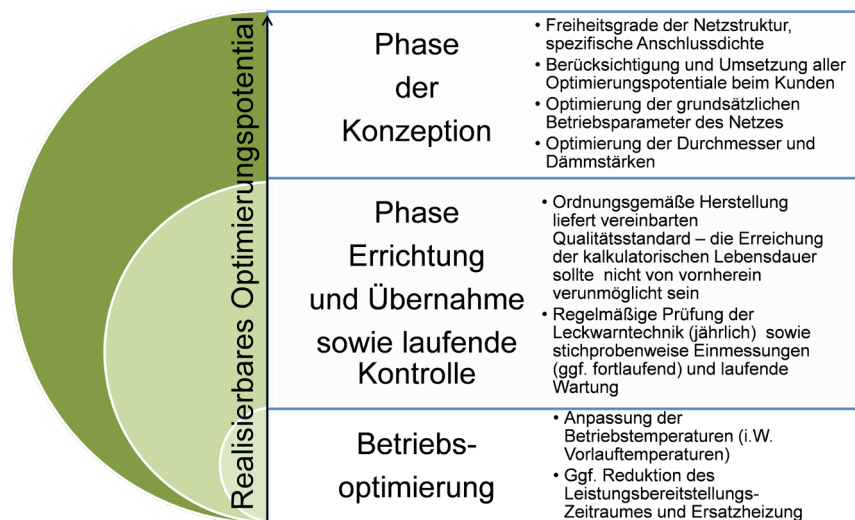 Realisierbares Optimierungspotential
Phase
der
Konzeption
• Freiheitsgrade der Netzstruktur,
spezifische Anschlussdichte
• Berücksichtigung und Umsetzung aller
Optimierungspotentiale beim Kunden
• Optimierung der grundsätzlichen
Betriebsparameter des Netzes
• Optimierung der Durchmesser und
Dämmstärken
Phase
Errichtung
und Übernahme
sowie laufende
Kontrolle
• Ordnungsgemäße Herstellung
liefert vereinbarten
Qualitätsstandard – die Erreichung
der kalkulatorischen Lebensdauer
sollte nicht von vornherein
verunmöglicht sein
• Regelmäßige Prüfung der
Leckwarntechnik (jährlich) sowie
stichprobenweise Einmessungen
(ggf. fortlaufend) und laufende
Wartung
Betriebs-
optimierung
• Anpassung der
Betriebstemperaturen (i.W.
Vorlauftemperaturen)
• Ggf. Reduktion des
Leistungsbereitstellungs-
Zeitraumes und Ersatzheizung